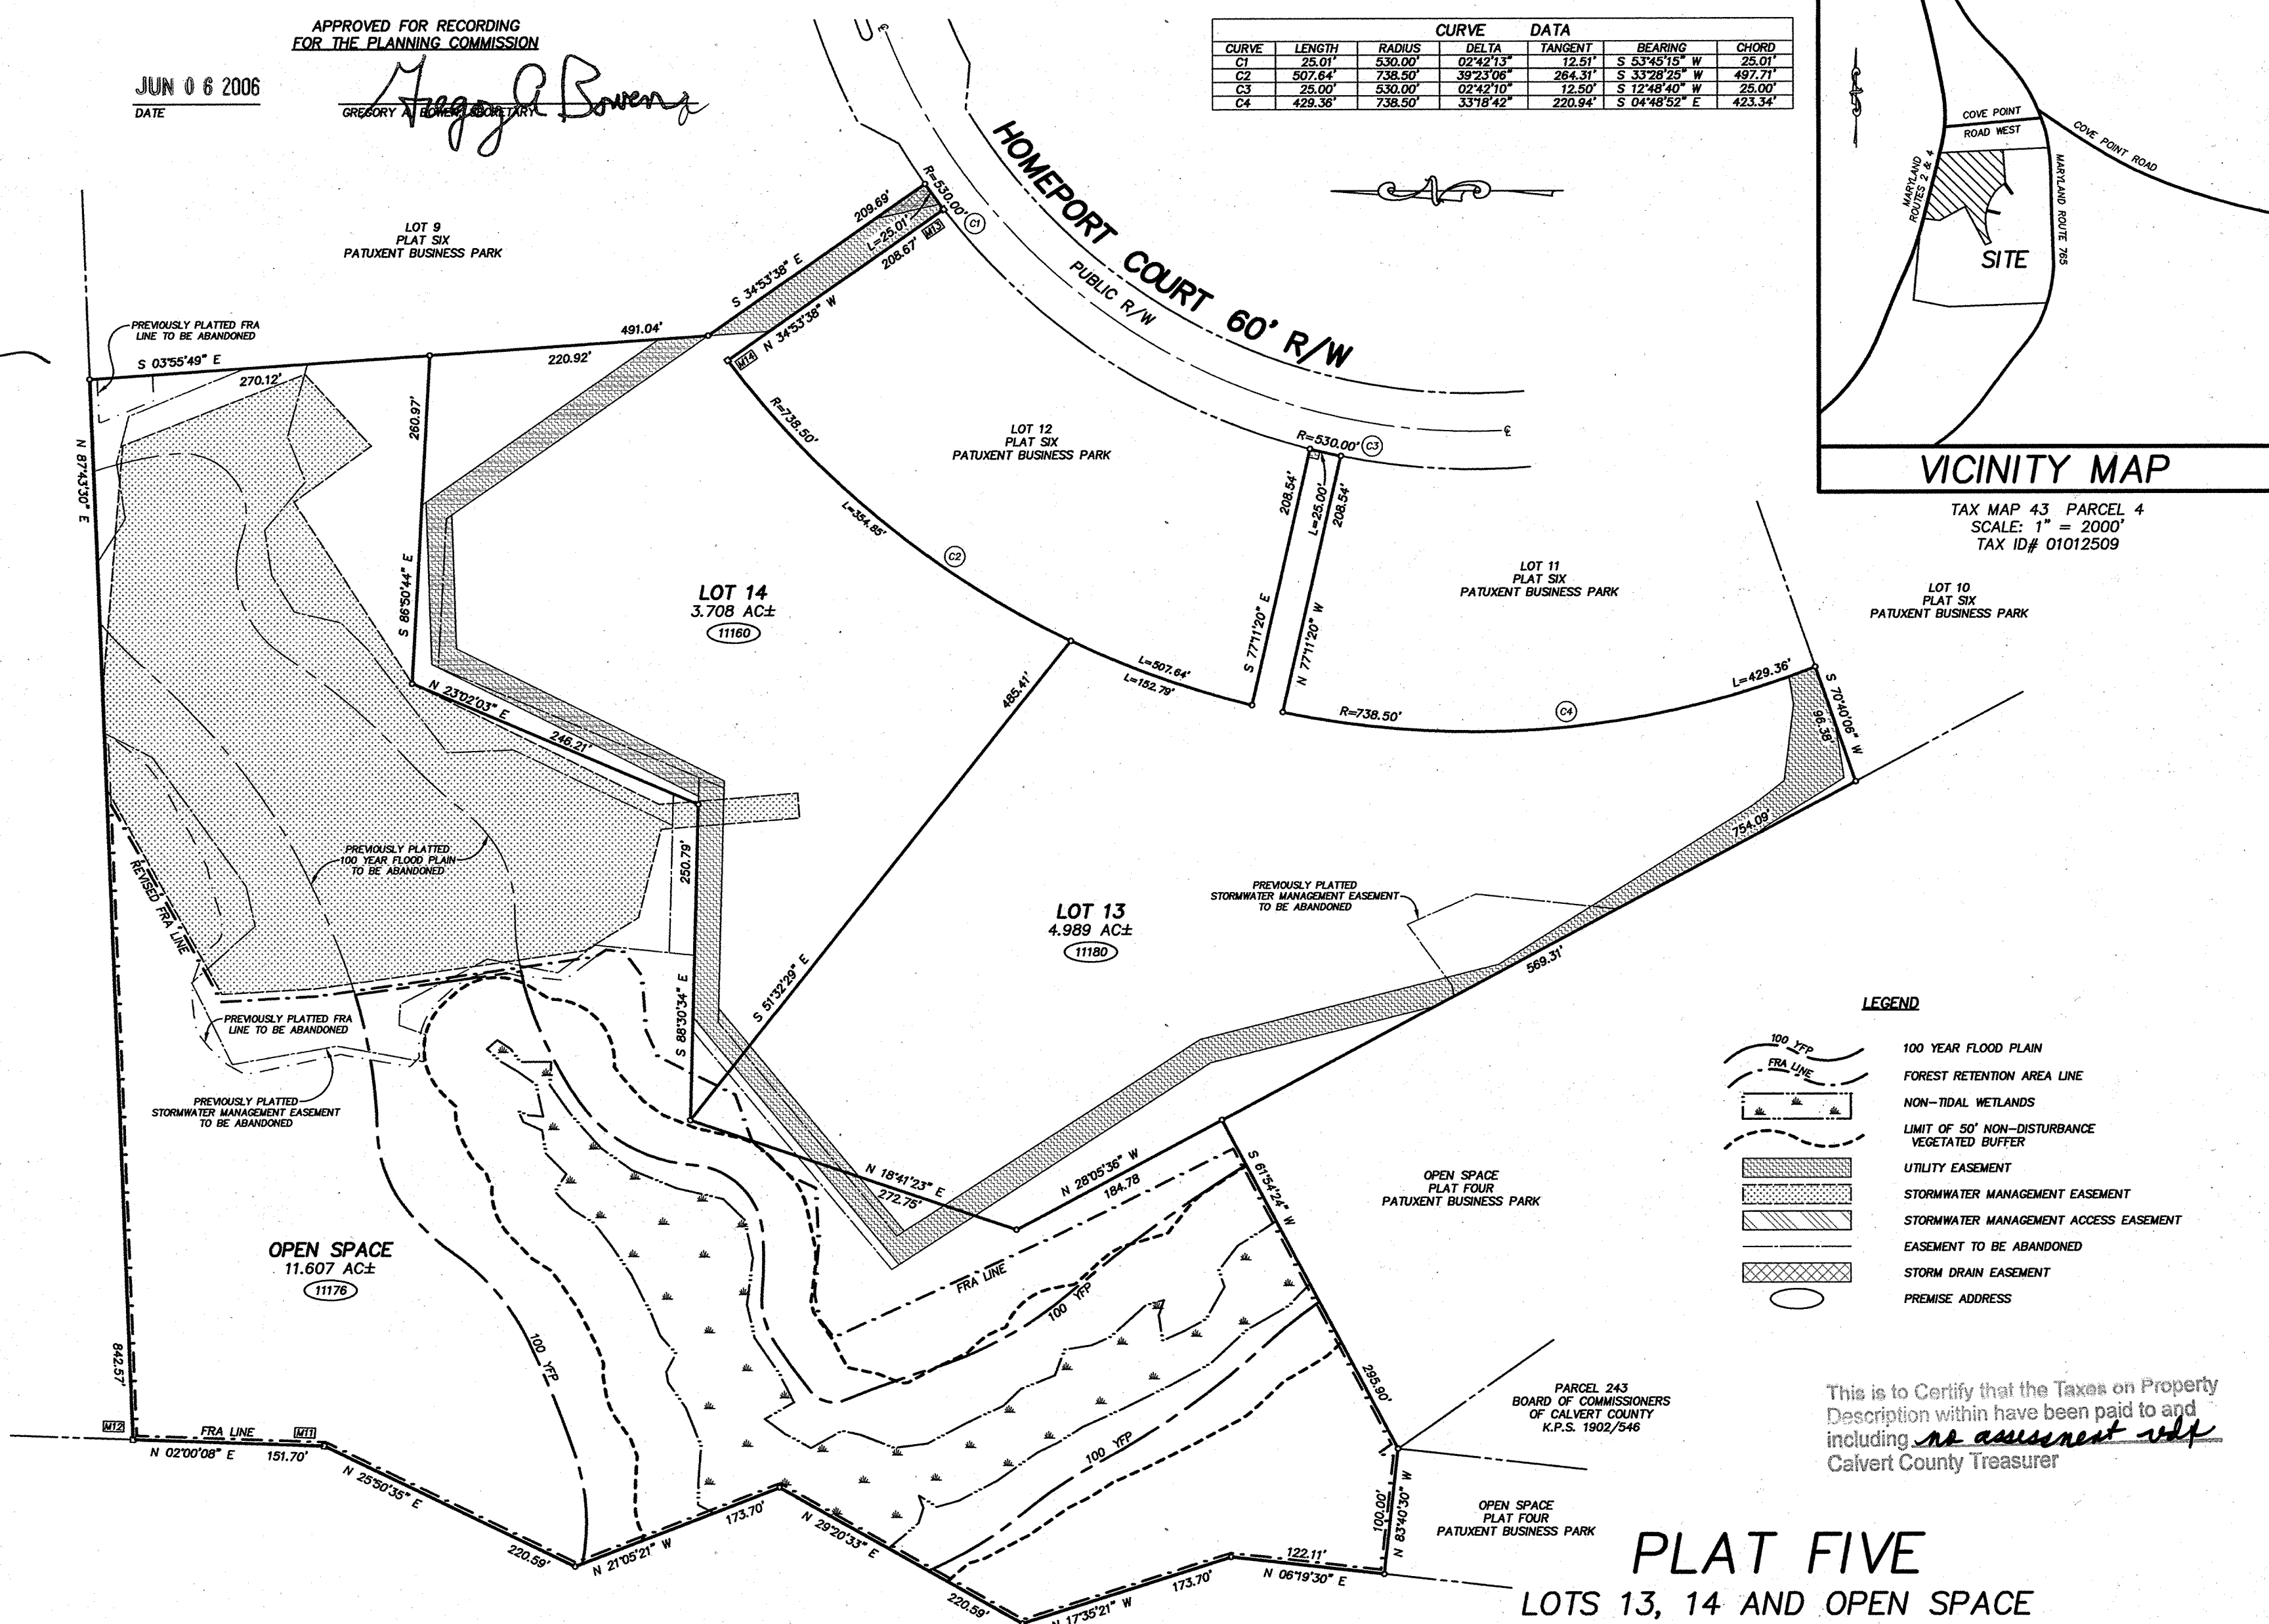 APPROVED FOR RECORDING
FOR THE PLANNING COMMISSION
JUN 06 2006
DATE
Gregory A Bowen
GREGORY A. BOWEN, SECRETARY
CURVE DATA
CURVE LENGTH RADIUS DELTA TANGENT BEARING CHORD
C1 25.01' 530.00' 02°42'13" 12.51' S 53°45'15" W 25.01'
C2 507.64' 738.50' 39°23'06" 264.31' S 33°28'25" W 497.71'
C3 25.00' 530.00' 02°42'10" 12.50' S 12°48'40" W 25.00'
C4 429.36' 738.50' 33°18'42" 220.94' S 04°48'52" E 423.34'
COVE POINT
ROAD WEST
COVE POINT ROAD
MARYLAND
ROUTES 2 & 4
MARYLAND ROUTE 765
SITE
VICINITY MAP
TAX MAP 43 PARCEL 4
SCALE: 1" = 2000'
TAX ID# 01012509
HOMEPORT COURT 60' R/W
PUBLIC R/W
LOT 9
PLAT SIX
PATUXENT BUSINESS PARK
R=530.00'
C1
209.69'
L=25.01'
208.67'
M13
S 34°53'38" E
N 34°53'38" W
M14
PREVIOUSLY PLATTED FRA
LINE TO BE ABANDONED
S 03°55'49" E
491.04'
270.12'
220.92'
260.97'
N 87°43'30" E
S 86°50'44" E
R=738.50'
L=354.85'
C2
LOT 12
PLAT SIX
PATUXENT BUSINESS PARK
R=530.00'
C3
208.54'
L=25.00'
208.54'
S 77°11'20" E
N 77°11'20" W
LOT 11
PLAT SIX
PATUXENT BUSINESS PARK
LOT 10
PLAT SIX
PATUXENT BUSINESS PARK
LOT 14
3.708 AC±
11160
L=507.64'
L=152.79'
485.41'
L=429.36'
R=738.50'
C4
S 70°40'06" W
96.38'
N 23°02'03" E
246.21'
250.79'
754.09'
PREVIOUSLY PLATTED
100 YEAR FLOOD PLAIN
TO BE ABANDONED
REVISED FRA LINE
PREVIOUSLY PLATTED
STORMWATER MANAGEMENT EASEMENT
TO BE ABANDONED
LOT 13
4.989 AC±
11180
569.31'
S 51°32'29" E
S 88°30'34" E
PREVIOUSLY PLATTED FRA
LINE TO BE ABANDONED
PREVIOUSLY PLATTED
STORMWATER MANAGEMENT EASEMENT
TO BE ABANDONED
LEGEND
100 YFP
100 YEAR FLOOD PLAIN
FRA LINE
FOREST RETENTION AREA LINE
NON-TIDAL WETLANDS
LIMIT OF 50' NON-DISTURBANCE
VEGETATED BUFFER
UTILITY EASEMENT
STORMWATER MANAGEMENT EASEMENT
STORMWATER MANAGEMENT ACCESS EASEMENT
EASEMENT TO BE ABANDONED
STORM DRAIN EASEMENT
PREMISE ADDRESS
N 18°41'23" E
272.75'
N 28°05'36" W
184.78
S 61°54'24" W
OPEN SPACE
PLAT FOUR
PATUXENT BUSINESS PARK
OPEN SPACE
11.607 AC±
11176
FRA LINE
100 YFP
100 YFP
842.57'
295.90'
PARCEL 243
BOARD OF COMMISSIONERS
OF CALVERT COUNTY
K.P.S. 1902/546
This is to Certify that the Taxes on Property
Description within have been paid to and
including no assessment
Calvert County Treasurer
M12
FRA LINE
M11
N 02°00'08" E
151.70'
N 25°50'35" E
220.59'
N 21°05'21" W
173.70'
100 YFP
N 29°20'33" E
220.59'
N 17°35'21" W
173.70'
122.11'
N 06°19'30" E
100.00'
N 83°40'30" W
OPEN SPACE
PLAT FOUR
PATUXENT BUSINESS PARK
PLAT FIVE
LOTS 13, 14 AND OPEN SPACE